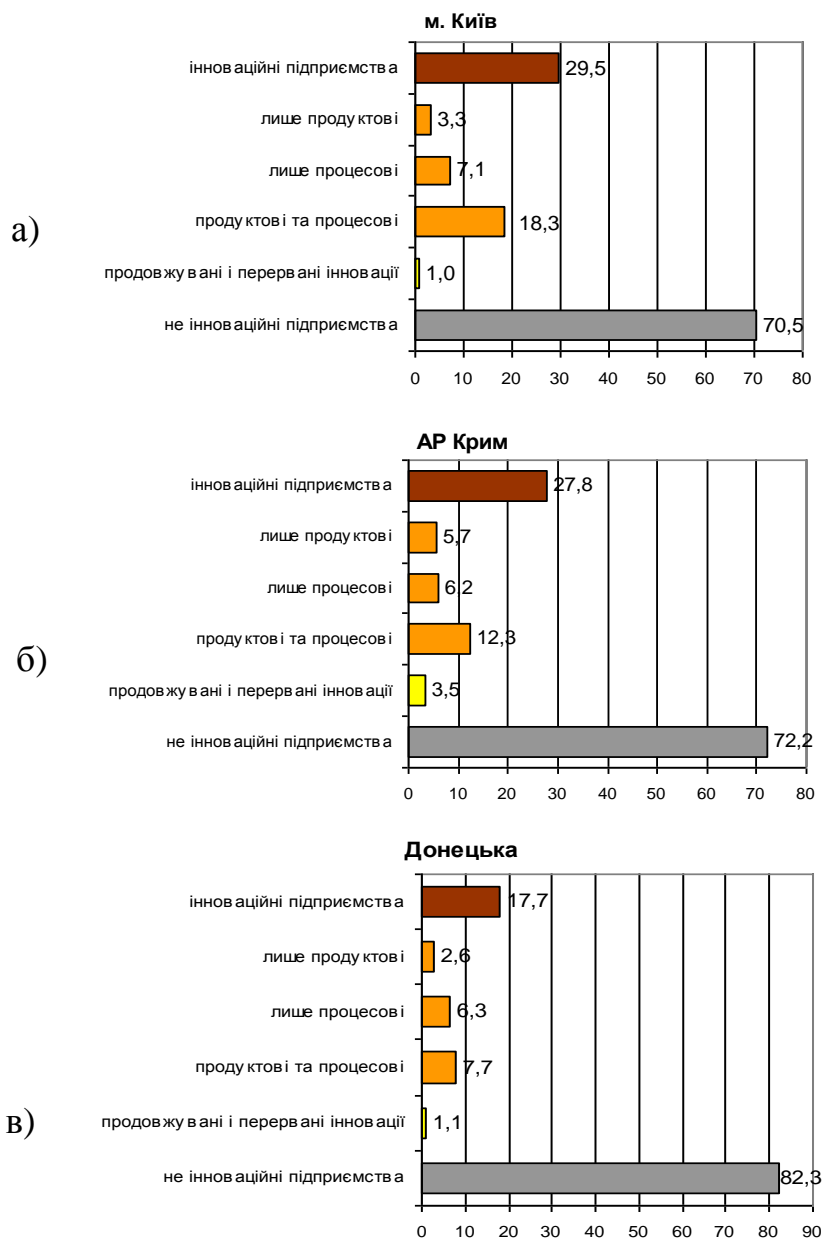 м. Київ
інноваційні підприємства 29,5
лише продуктові 3,3
лише процесові 7,1
а)
продуктові та процесові 18,3
продовжувані і перервані інновації 1,0
не інноваційні підприємства 70,5
0 10 20 30 40 50 60 70 80
АР Крим
інноваційні підприємства 27,8
лише продуктові 5,7
лише процесові 6,2
продуктові та процесові 12,3
б)
продовжувані і перервані інновації 3,5
не інноваційні підприємства 72,2
0 10 20 30 40 50 60 70 80
Донецька
інноваційні підприємства 17,7
лише продуктові 2,6
лише процесові 6,3
продуктові та процесові 7,7
в)
продовжувані і перервані інновації 1,1
не інноваційні підприємства 82,3
0 10 20 30 40 50 60 70 80 90